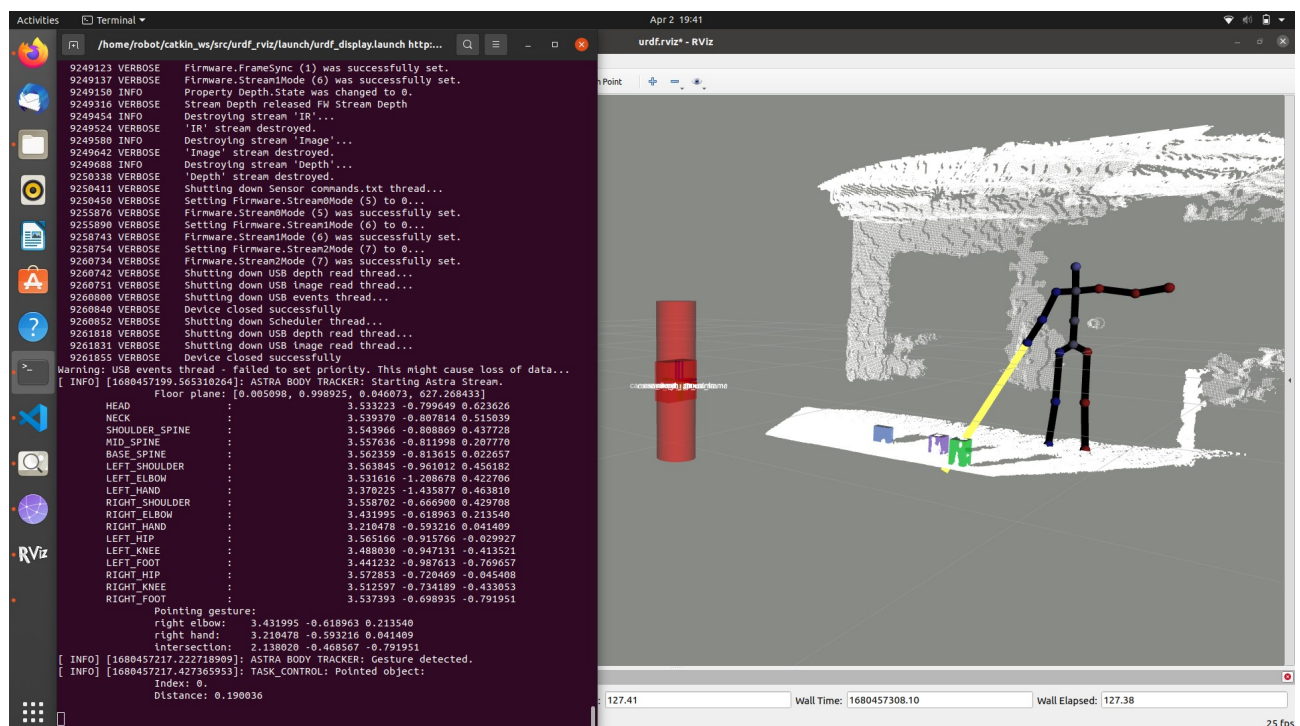 Activities
Terminal
Apr 2 19:41
/home/robot/catkin_ws/src/urdf_rviz/launch/urdf_display.launch http:...
urdf.rviz* - RViz
Point
9249123 VERBOSE Firmware.FrameSync (1) was successfully set.
9249137 VERBOSE Firmware.Stream1Mode (6) was successfully set.
9249150 INFO Property Depth.State was changed to 0.
9249316 VERBOSE Stream Depth released FW Stream Depth
9249454 INFO Destroying stream 'IR'...
9249524 VERBOSE 'IR' stream destroyed.
9249580 INFO Destroying stream 'Image'...
9249642 VERBOSE 'Image' stream destroyed.
9249688 INFO Destroying stream 'Depth'...
9250338 VERBOSE 'Depth' stream destroyed.
9250411 VERBOSE Shutting down Sensor commands.txt thread...
9250450 VERBOSE Setting Firmware.Stream0Mode (5) to 0...
9255876 VERBOSE Firmware.Stream0Mode (5) was successfully set.
9255890 VERBOSE Setting Firmware.Stream1Mode (6) to 0...
9258743 VERBOSE Firmware.Stream1Mode (6) was successfully set.
9258754 VERBOSE Setting Firmware.Stream2Mode (7) to 0...
9260734 VERBOSE Firmware.Stream2Mode (7) was successfully set.
9260742 VERBOSE Shutting down USB depth read thread...
9260751 VERBOSE Shutting down USB image read thread...
9260800 VERBOSE Shutting down USB events thread...
9260840 VERBOSE Device closed successfully
9260852 VERBOSE Shutting down Scheduler thread...
9261818 VERBOSE Shutting down USB depth read thread...
9261831 VERBOSE Shutting down USB image read thread...
9261855 VERBOSE Device closed successfully
Warning: USB events thread - failed to set priority. This might cause loss of data...
[ INFO] [1680457199.565310264]: ASTRA BODY TRACKER: Starting Astra Stream.
Floor plane: [0.005098, 0.998925, 0.046073, 627.268433]
HEAD : 3.533223 -0.799649 0.623626
NECK : 3.539370 -0.807814 0.515039
SHOULDER_SPINE : 3.543966 -0.808869 0.437728
MID_SPINE : 3.557636 -0.811998 0.207770
BASE_SPINE : 3.562359 -0.813615 0.022657
LEFT_SHOULDER : 3.563845 -0.961012 0.456182
LEFT_ELBOW : 3.531616 -1.208678 0.422706
LEFT_HAND : 3.370225 -1.435877 0.463810
RIGHT_SHOULDER : 3.558702 -0.666900 0.429708
RIGHT_ELBOW : 3.431995 -0.618963 0.213540
RIGHT_HAND : 3.210478 -0.593216 0.041409
LEFT_HIP : 3.565166 -0.915766 -0.029927
LEFT_KNEE : 3.488030 -0.947131 -0.413521
LEFT_FOOT : 3.441232 -0.987613 -0.769657
RIGHT_HIP : 3.572853 -0.720469 -0.045408
RIGHT_KNEE : 3.512597 -0.734189 -0.433053
RIGHT_FOOT : 3.537393 -0.698935 -0.791951
Pointing gesture:
right elbow: 3.431995 -0.618963 0.213540
right hand: 3.210478 -0.593216 0.041409
intersection: 2.138020 -0.468567 -0.791951
[ INFO] [1680457217.222718909]: ASTRA BODY TRACKER: Gesture detected.
[ INFO] [1680457217.427365953]: TASK_CONTROL: Pointed object:
Index: 0.
Distance: 0.190036
RViz
: 127.41
Wall Time: 1680457308.10
Wall Elapsed: 127.38
25 fps